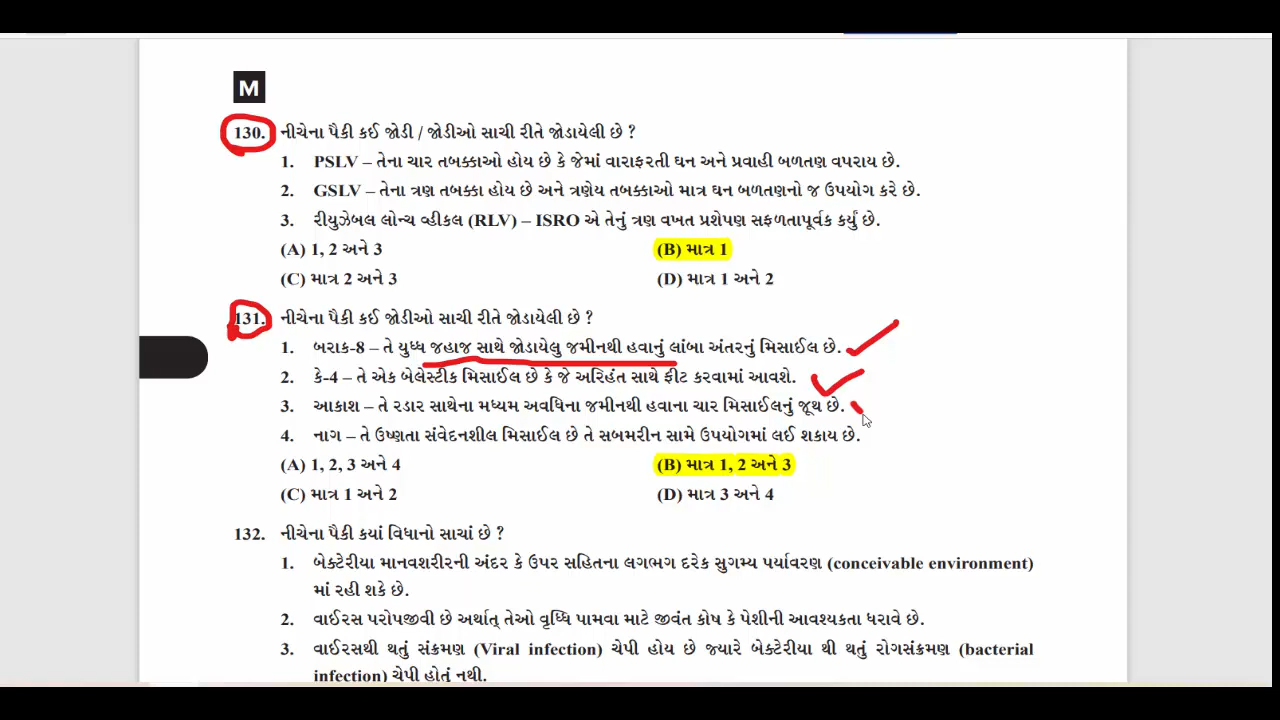 M
130. નીચેના પૈકી કઈ જોડી / જોડીઓ સાચી રીતે જોડાયેલી છે ?
1. PSLV – તેના ચાર તબક્કાઓ હોય છે કે જેમાં વારાફરતી ઘન અને પ્રવાહી બળતણ વપરાય છે.
2. GSLV – તેના ત્રણ તબક્કા હોય છે અને ત્રણેય તબક્કાઓ માત્ર ઘન બળતણનો જ ઉપયોગ કરે છે.
3. રીયુઝેબલ લોન્ચ વ્હીકલ (RLV) – ISRO એ તેનું ત્રણ વખત પ્રક્ષેપણ સફળતાપૂર્વક કર્યું છે.
(A) 1, 2 અને 3 (B) માત્ર 1
(C) માત્ર 2 અને 3 (D) માત્ર 1 અને 2
131. નીચેના પૈકી કઈ જોડીઓ સાચી રીતે જોડાયેલી છે ?
1. બરાક-8 – તે યુધ્ધ જહાજ સાથે જોડાયેલુ જમીનથી હવાનું લાંબા અંતરનું મિસાઈલ છે.
2. કે-4 – તે એક બેલેસ્ટીક મિસાઈલ છે કે જે અરિહંત સાથે ફીટ કરવામાં આવશે.
3. આકાશ – તે રડાર સાથેના મધ્યમ અવધિના જમીનથી હવાના ચાર મિસાઈલનું જૂથ છે.
4. નાગ – તે ઉષ્ણતા સંવેદનશીલ મિસાઈલ છે તે સબમરીન સામે ઉપયોગમાં લઈ શકાય છે.
(A) 1, 2, 3 અને 4 (B) માત્ર 1, 2 અને 3
(C) માત્ર 1 અને 2 (D) માત્ર 3 અને 4
132. નીચેના પૈકી કયાં વિધાનો સાચાં છે ?
1. બેક્ટેરીયા માનવશરીરની અંદર કે ઉપર સહિતના લગભગ દરેક સુગમ્ય પર્યાવરણ (conceivable environment)
માં રહી શકે છે.
2. વાઈરસ પરોપજીવી છે અર્થાત્ તેઓ વૃધ્ધિ પામવા માટે જીવંત કોષ કે પેશીની આવશ્યકતા ધરાવે છે.
3. વાઈરસથી થતું સંક્રમણ (Viral infection) ચેપી હોય છે જ્યારે બેક્ટેરીયા થી થતું રોગસંક્રમણ (bacterial
infection) ચેપી હોતું નથી.